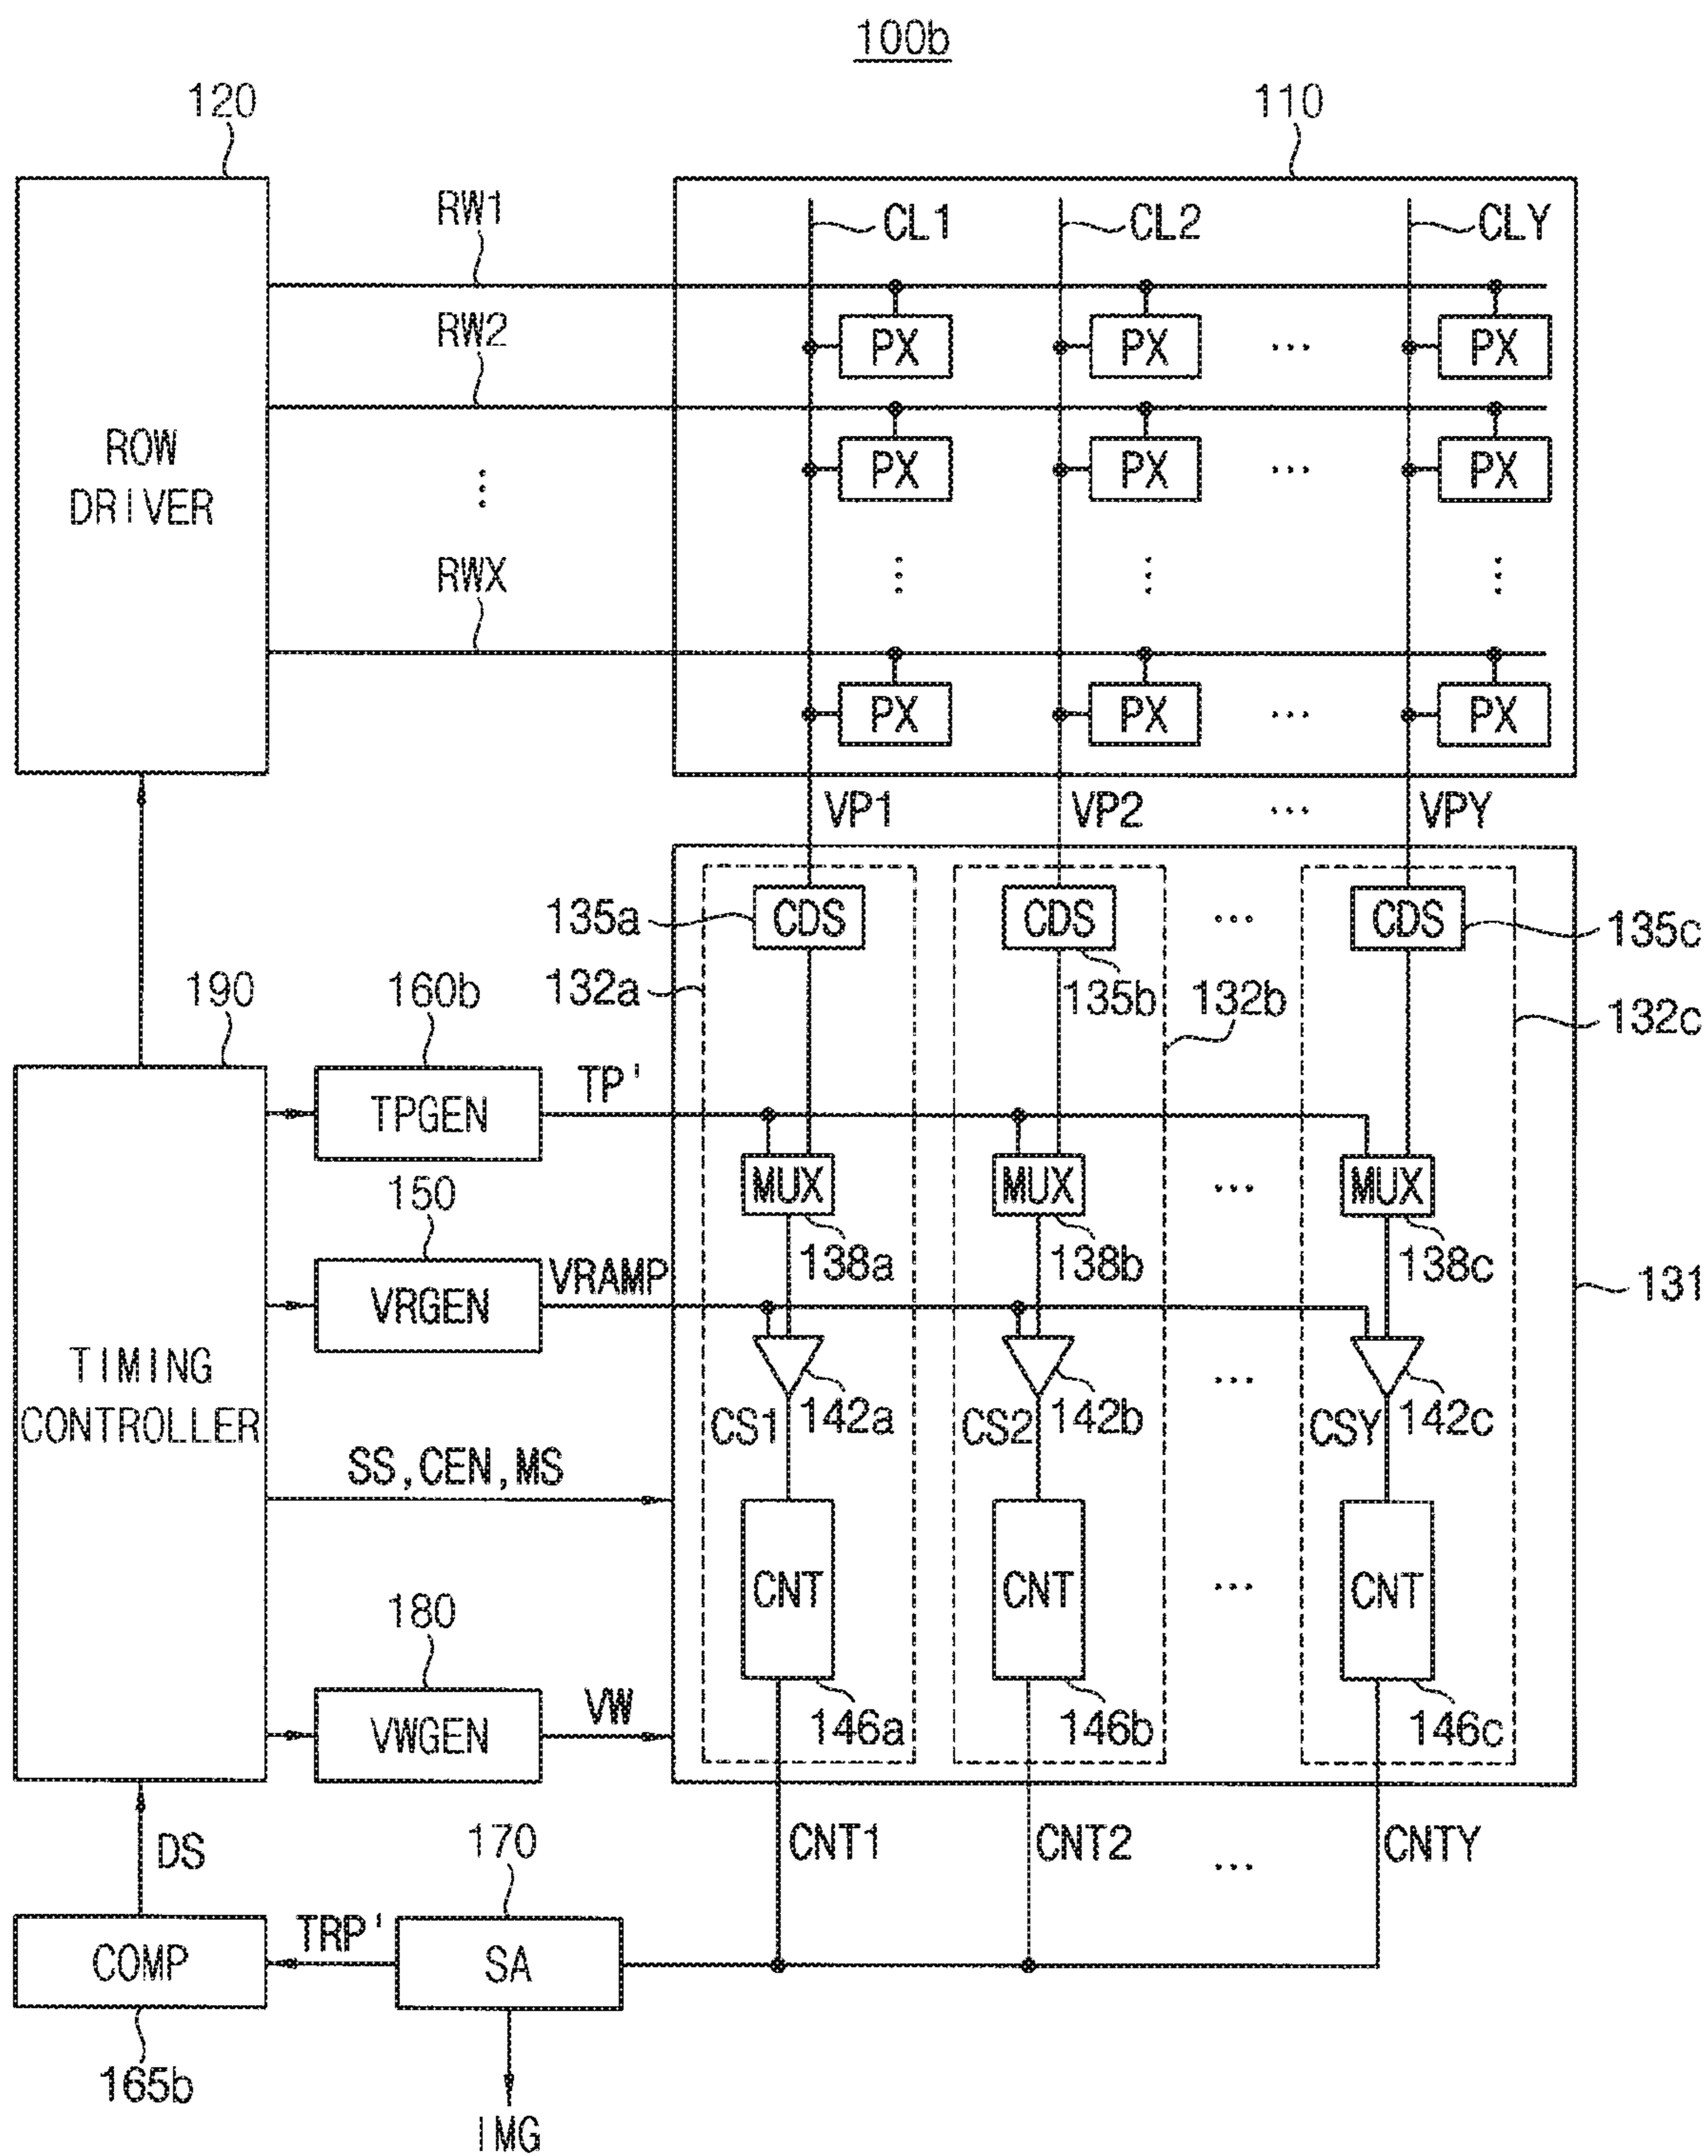 100b
120
110
RW1
CL1
CL2
CLY
RW2
PX
PX
...
PX
ROW
DRIVER
PX
PX
...
PX
RWX
PX
PX
...
PX
VP1
VP2
...
VPY
135a
CDS
CDS
...
CDS
135c
132a
135b
132b
132c
190
160b
TPGEN
TP'
MUX
MUX
...
MUX
150
138a
138b
138c
131
VRGEN
VRAMP
TIMING
CONTROLLER
CS1
142a
CS2
142b
...
CSY
142c
SS,CEN,MS
CNT
CNT
...
CNT
180
VWGEN
VW
146a
146b
146c
DS
170
CNT1
CNT2
...
CNTY
COMP
TRP'
SA
165b
IMG